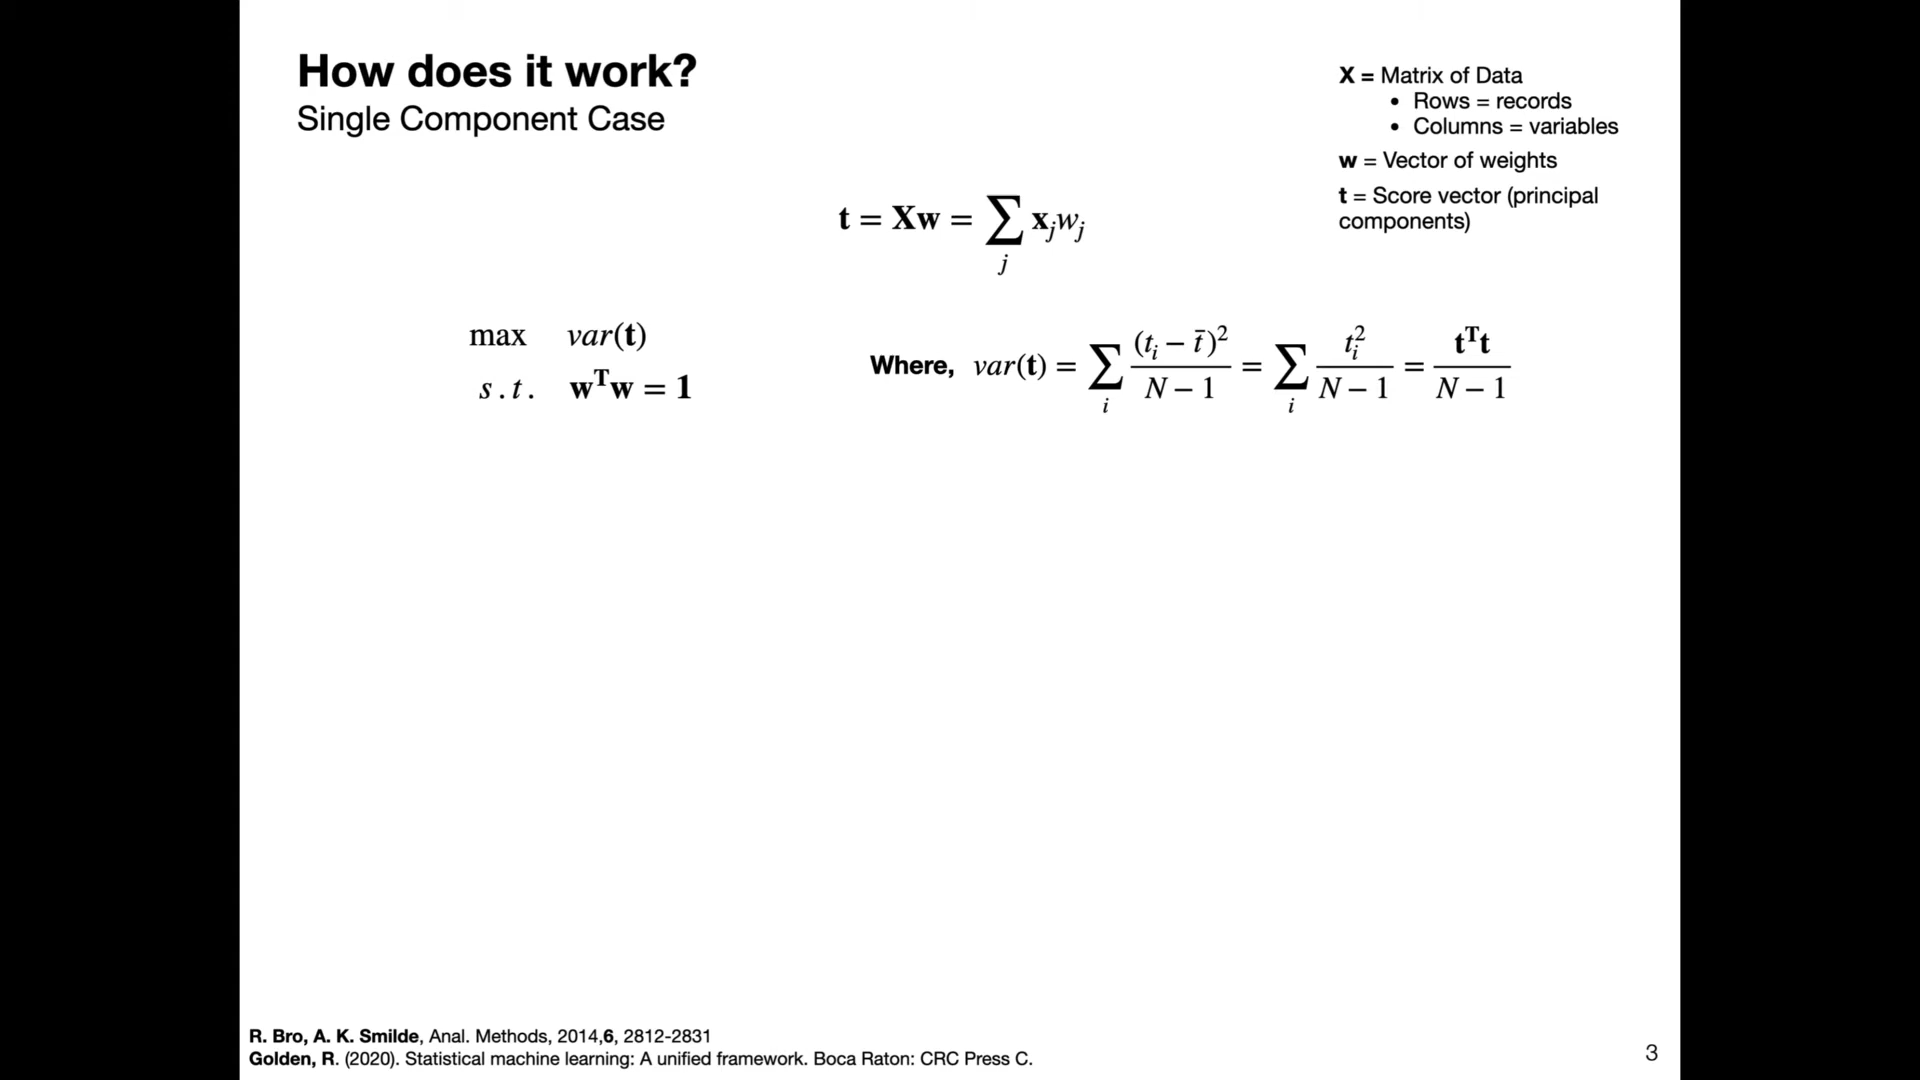 How does it work?
Single Component Case
X = Matrix of Data
• Rows = records
• Columns = variables
w = Vector of weights
t = Score vector (principal
components)
t = Xw = ∑_j x_j w_j
max var(t)
s.t. wᵀw = 1
Where, var(t) = ∑_i (t_i − t̄)² / (N − 1) = ∑_i t_i² / (N − 1) = tᵀt / (N − 1)
R. Bro, A. K. Smilde, Anal. Methods, 2014,6, 2812-2831
Golden, R. (2020). Statistical machine learning: A unified framework. Boca Raton: CRC Press C.
3